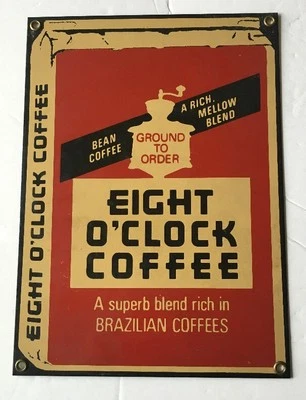 EIGHT O'CLOCK COFFEE
BEAN
COFFEE
A RICH,
MELLOW
BLEND
GROUND
TO
ORDER
EIGHT
O'CLOCK
COFFEE
A superb blend rich in
BRAZILIAN COFFEES